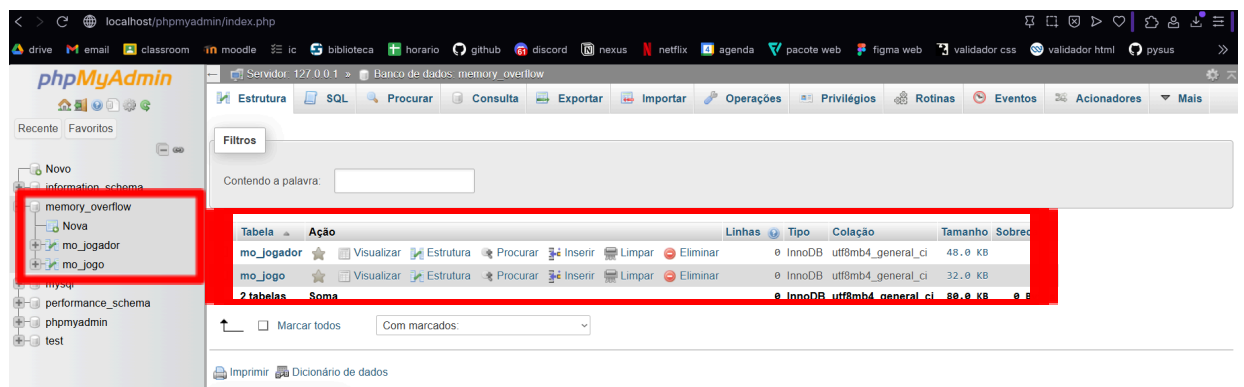 localhost/phpmyadmin/index.php
drive email classroom moodle ic biblioteca horario github discord nexus netflix agenda pacote web figma web validador css validador html pysus
phpMyAdmin
Recente Favoritos
Novo
information_schema
memory_overflow
Nova
mo_jogador
mo_jogo
mysql
performance_schema
phpmyadmin
test
Servidor: 127.0.0.1 » Banco de dados: memory_overflow
Estrutura SQL Procurar Consulta Exportar Importar Operações Privilégios Rotinas Eventos Acionadores Mais
Filtros
Contendo a palavra:
Tabela Ação Linhas Tipo Colação Tamanho Sobrec
mo_jogador Visualizar Estrutura Procurar Inserir Limpar Eliminar 0 InnoDB utf8mb4_general_ci 48.0 KB
mo_jogo Visualizar Estrutura Procurar Inserir Limpar Eliminar 0 InnoDB utf8mb4_general_ci 32.0 KB
2 tabelas Soma 0 InnoDB utf8mb4_general_ci 80.0 KB 0 B
Marcar todos Com marcados:
Imprimir Dicionário de dados